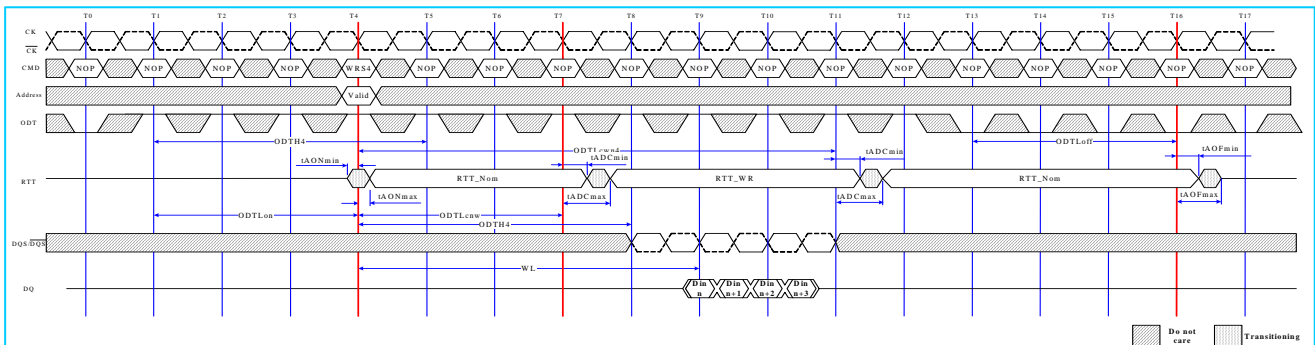 T0 T1 T2 T3 T4 T5 T6 T7 T8 T9 T10 T11 T12 T13 T14 T15 T16 T17
CK
CK
CMD NOP NOP NOP NOP WRS4 NOP NOP NOP NOP NOP NOP NOP NOP NOP NOP NOP NOP NOP
Address Valid
ODT
ODTH4 ODTLcwn4 ODTLoff
tAONmin tADCmin tADCmin tAOFmin
RTT RTT_Nom RTT_WR RTT_Nom
tAONmax tADCmax tADCmax tAOFmax
ODTLon ODTLcnw
ODTH4
DQS/DQS
WL
DQ Din n Din n+1 Din n+2 Din n+3
Do not care Transitioning